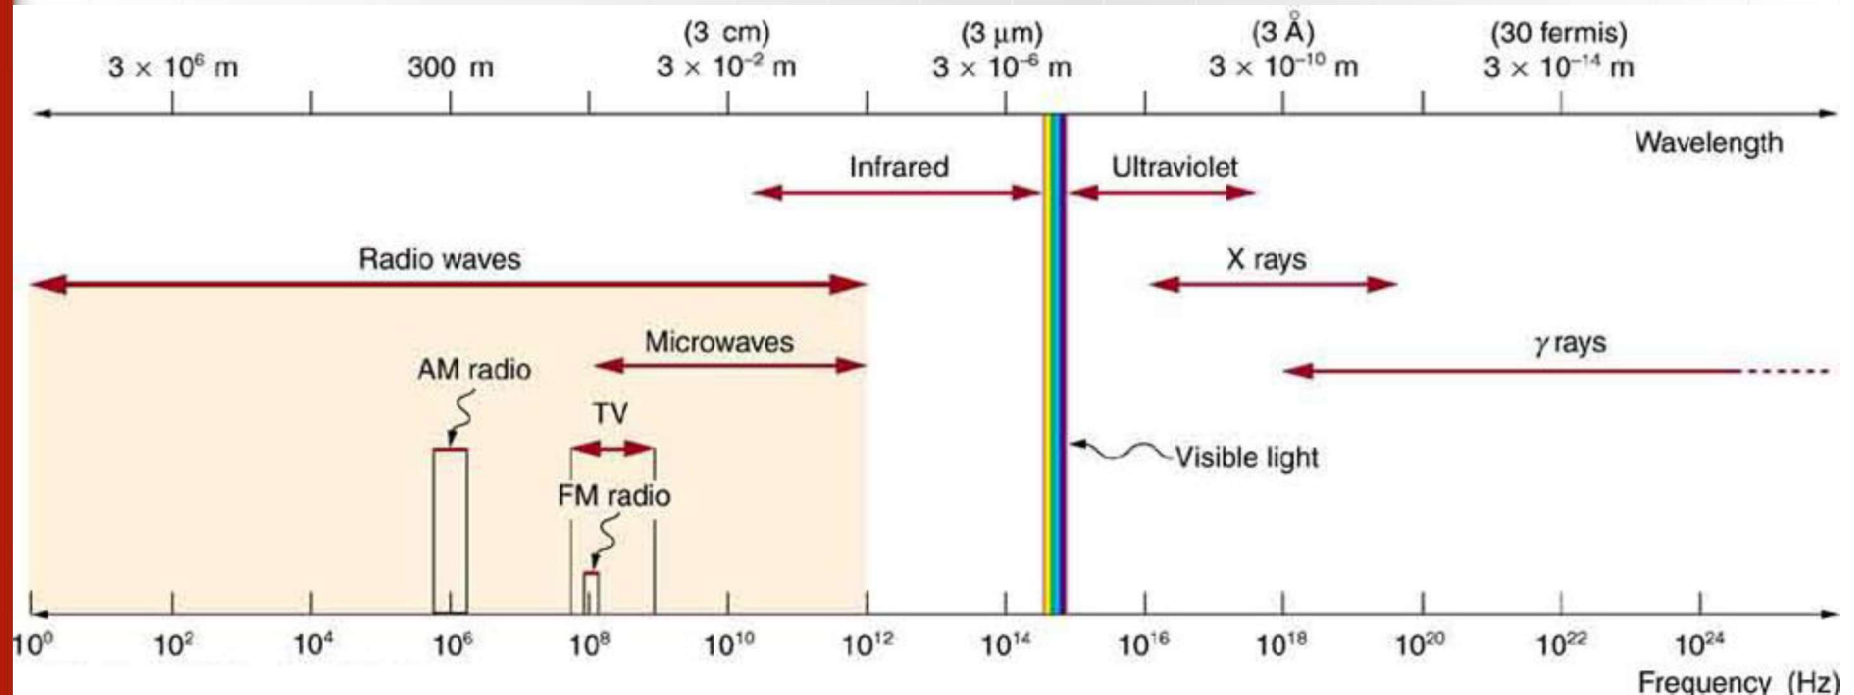 (3 cm) (3 μm) (3 Å) (30 fermis)
3 × 10⁶ m 300 m 3 × 10⁻² m 3 × 10⁻⁶ m 3 × 10⁻¹⁰ m 3 × 10⁻¹⁴ m
Wavelength
Infrared Ultraviolet
Radio waves X rays
Microwaves γ rays
AM radio
TV
Visible light
FM radio
10⁰ 10² 10⁴ 10⁶ 10⁸ 10¹⁰ 10¹² 10¹⁴ 10¹⁶ 10¹⁸ 10²⁰ 10²² 10²⁴
Frequency (Hz)